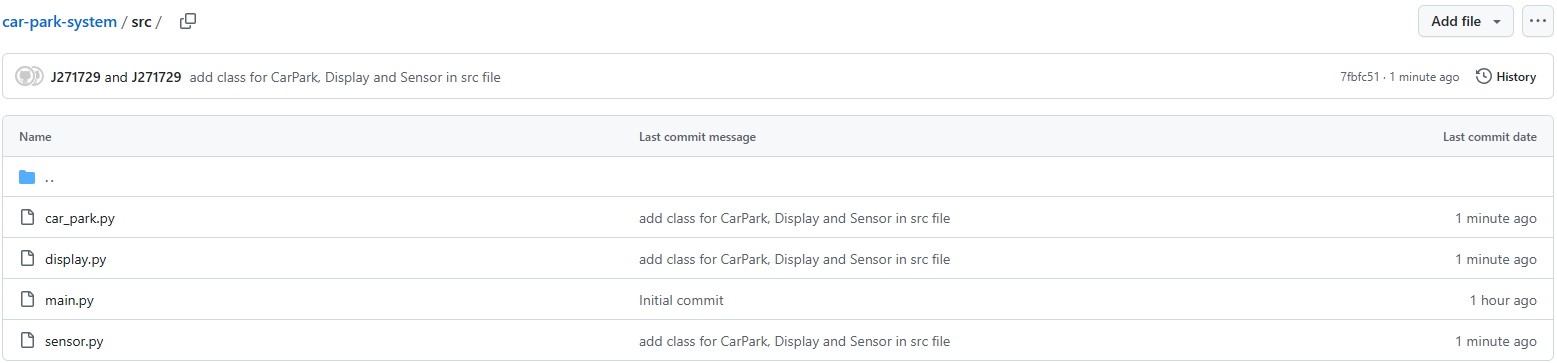 car-park-system / src /
Add file
J271729 and J271729 add class for CarPark, Display and Sensor in src file 7fbfc51 · 1 minute ago History
Name Last commit message Last commit date
..
car_park.py add class for CarPark, Display and Sensor in src file 1 minute ago
display.py add class for CarPark, Display and Sensor in src file 1 minute ago
main.py Initial commit 1 hour ago
sensor.py add class for CarPark, Display and Sensor in src file 1 minute ago